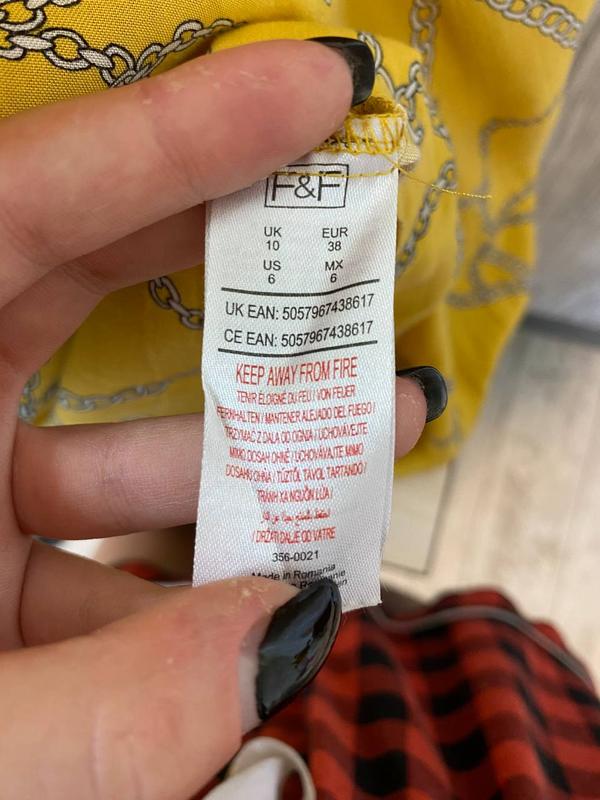 F&F
UK EUR
10 38
US MX
6 6
UK EAN: 5057967438617
CE EAN: 5057967438617
KEEP AWAY FROM FIRE
TENIR ÉLOIGNÉ DU FEU / VON FEUER
FERNHALTEN / MANTENER ALEJADO DEL FUEGO /
TRZYMAĆ Z DALA OD OGNIA / UCHOVÁVEJTE
MIMO DOSAH OHNĚ / UCHOVÁVAJTE MIMO
DOSAHU OHŇA / TŰZTŐL TÁVOL TARTANDÓ /
TRÁNH XA NGUỒN LỬA /
/ DRŽATI DALJE OD VATRE
356-0021
Made in Romania